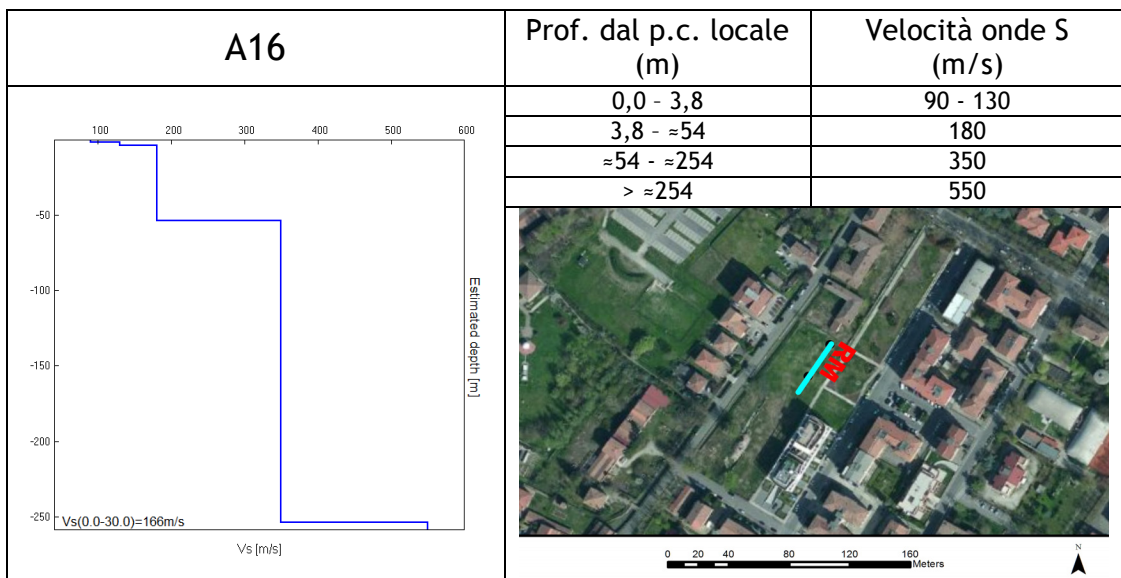 A16
Prof. dal p.c. locale
(m)
Velocità onde S
(m/s)
0,0 – 3,8
90 - 130
3,8 – ≈54
180
≈54 - ≈254
350
> ≈254
550
100 200 300 400 500 600
-50
-100
-150
-200
-250
Estimated depth [m]
Vs(0.0-30.0)=166m/s
Vs [m/s]
RM
0 20 40 80 120 160
Meters
N